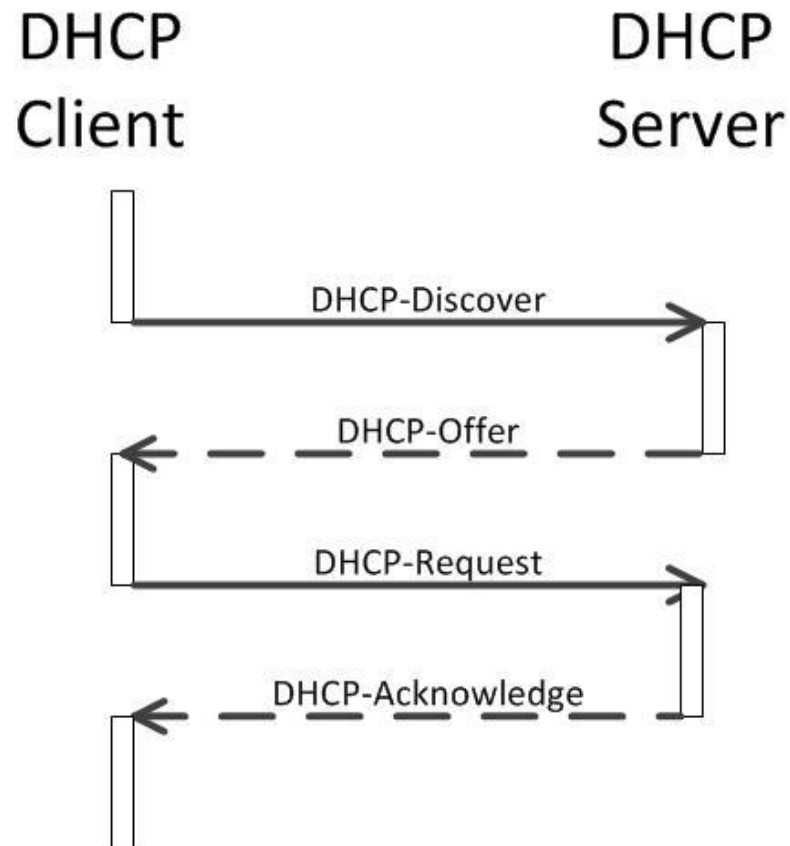 DHCP
Client
DHCP
Server
DHCP-Discover
DHCP-Offer
DHCP-Request
DHCP-Acknowledge